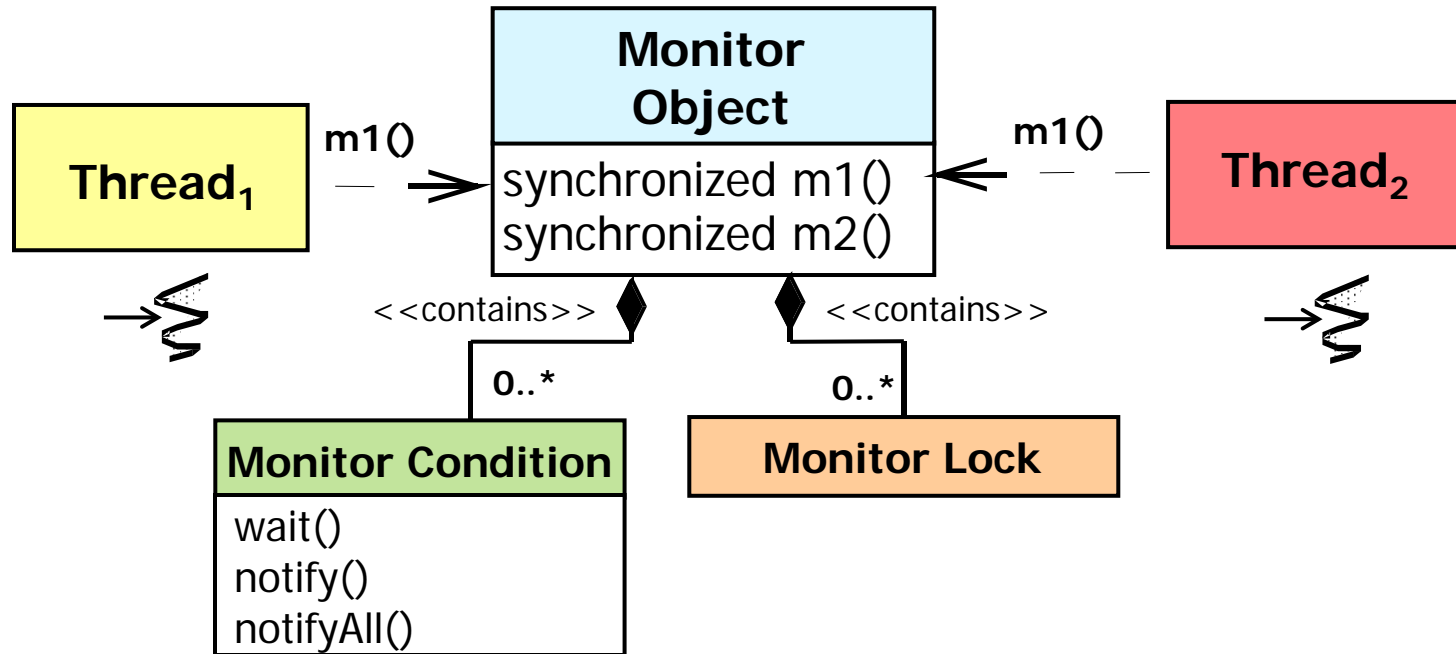 Monitor
Object
m1()
m1()
Thread₁
synchronized m1()
synchronized m2()
Thread₂
<<contains>>
<<contains>>
0..*
0..*
Monitor Condition
Monitor Lock
wait()
notify()
notifyAll()